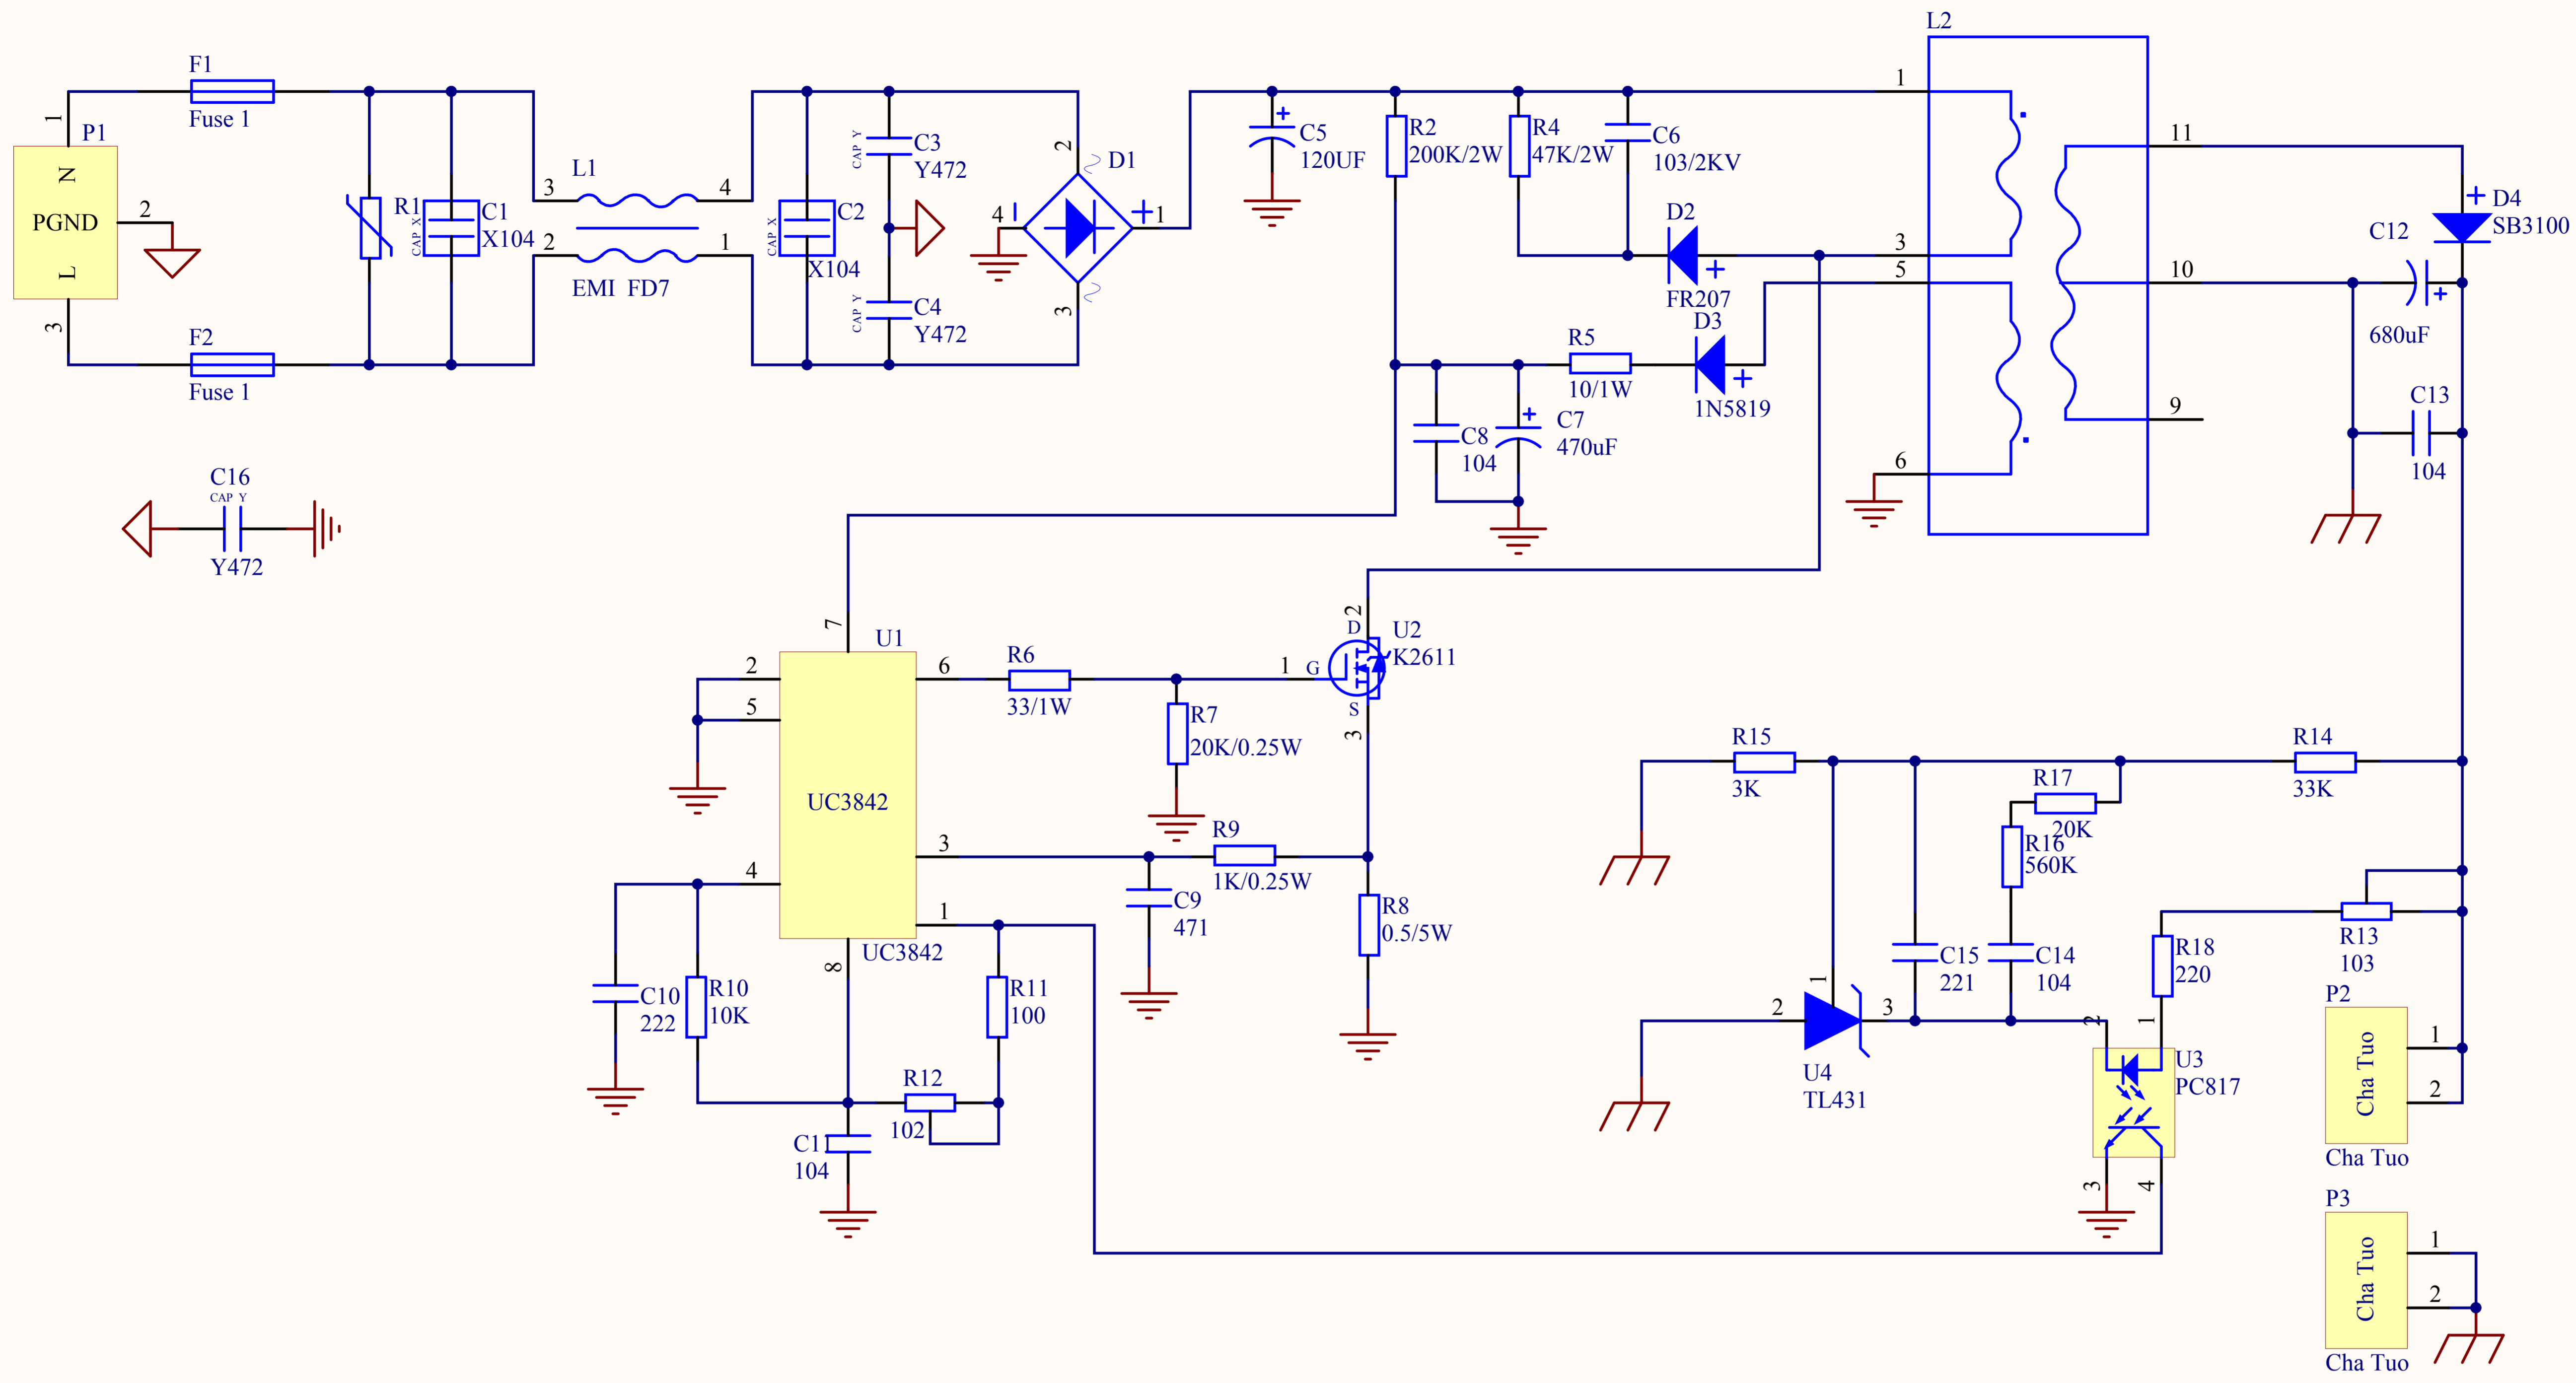 F1
Fuse 1
1
P1
N
PGND
L
2
3
F2
Fuse 1
R1
CAP X
C1
X104
L1
3
4
2
1
EMI FD7
CAP X
C2
X104
CAP Y
C3
Y472
CAP Y
C4
Y472
2
D1
4
1
3
C5
120UF
R2
200K/2W
R4
47K/2W
C6
103/2KV
D2
FR207
D3
1N5819
R5
10/1W
C8
104
C7
470uF
L2
1
3
5
6
11
10
9
D4
SB3100
C12
680uF
C13
104
C16
CAP Y
Y472
7
U1
2
5
6
UC3842
3
4
1
UC3842
8
R6
33/1W
R7
20K/0.25W
1
G
2
D
U2
K2611
S
3
R9
1K/0.25W
C9
471
R8
0.5/5W
C10
222
R10
10K
R11
100
R12
102
C11
104
R15
3K
R14
33K
R17
20K
R16
560K
C15
221
C14
104
R18
220
R13
103
1
2
3
U4
TL431
2
1
U3
PC817
3
4
P2
Cha Tuo
1
2
Cha Tuo
P3
Cha Tuo
1
2
Cha Tuo